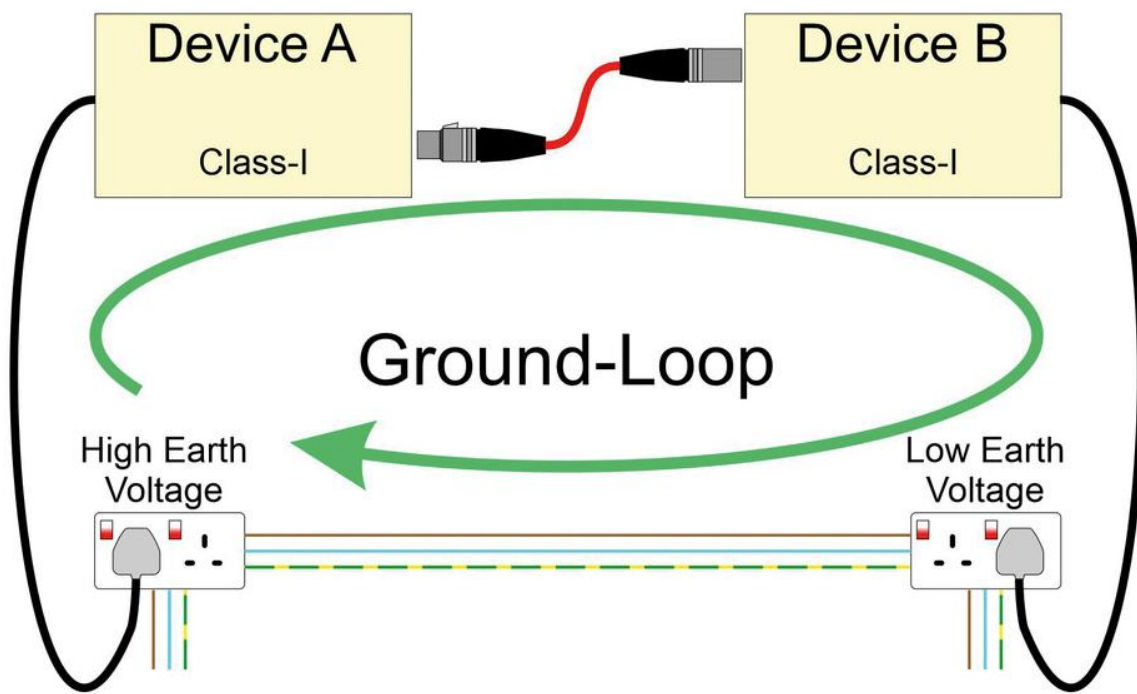 Device A
Class-I
Device B
Class-I
Ground-Loop
High Earth
Voltage
Low Earth
Voltage